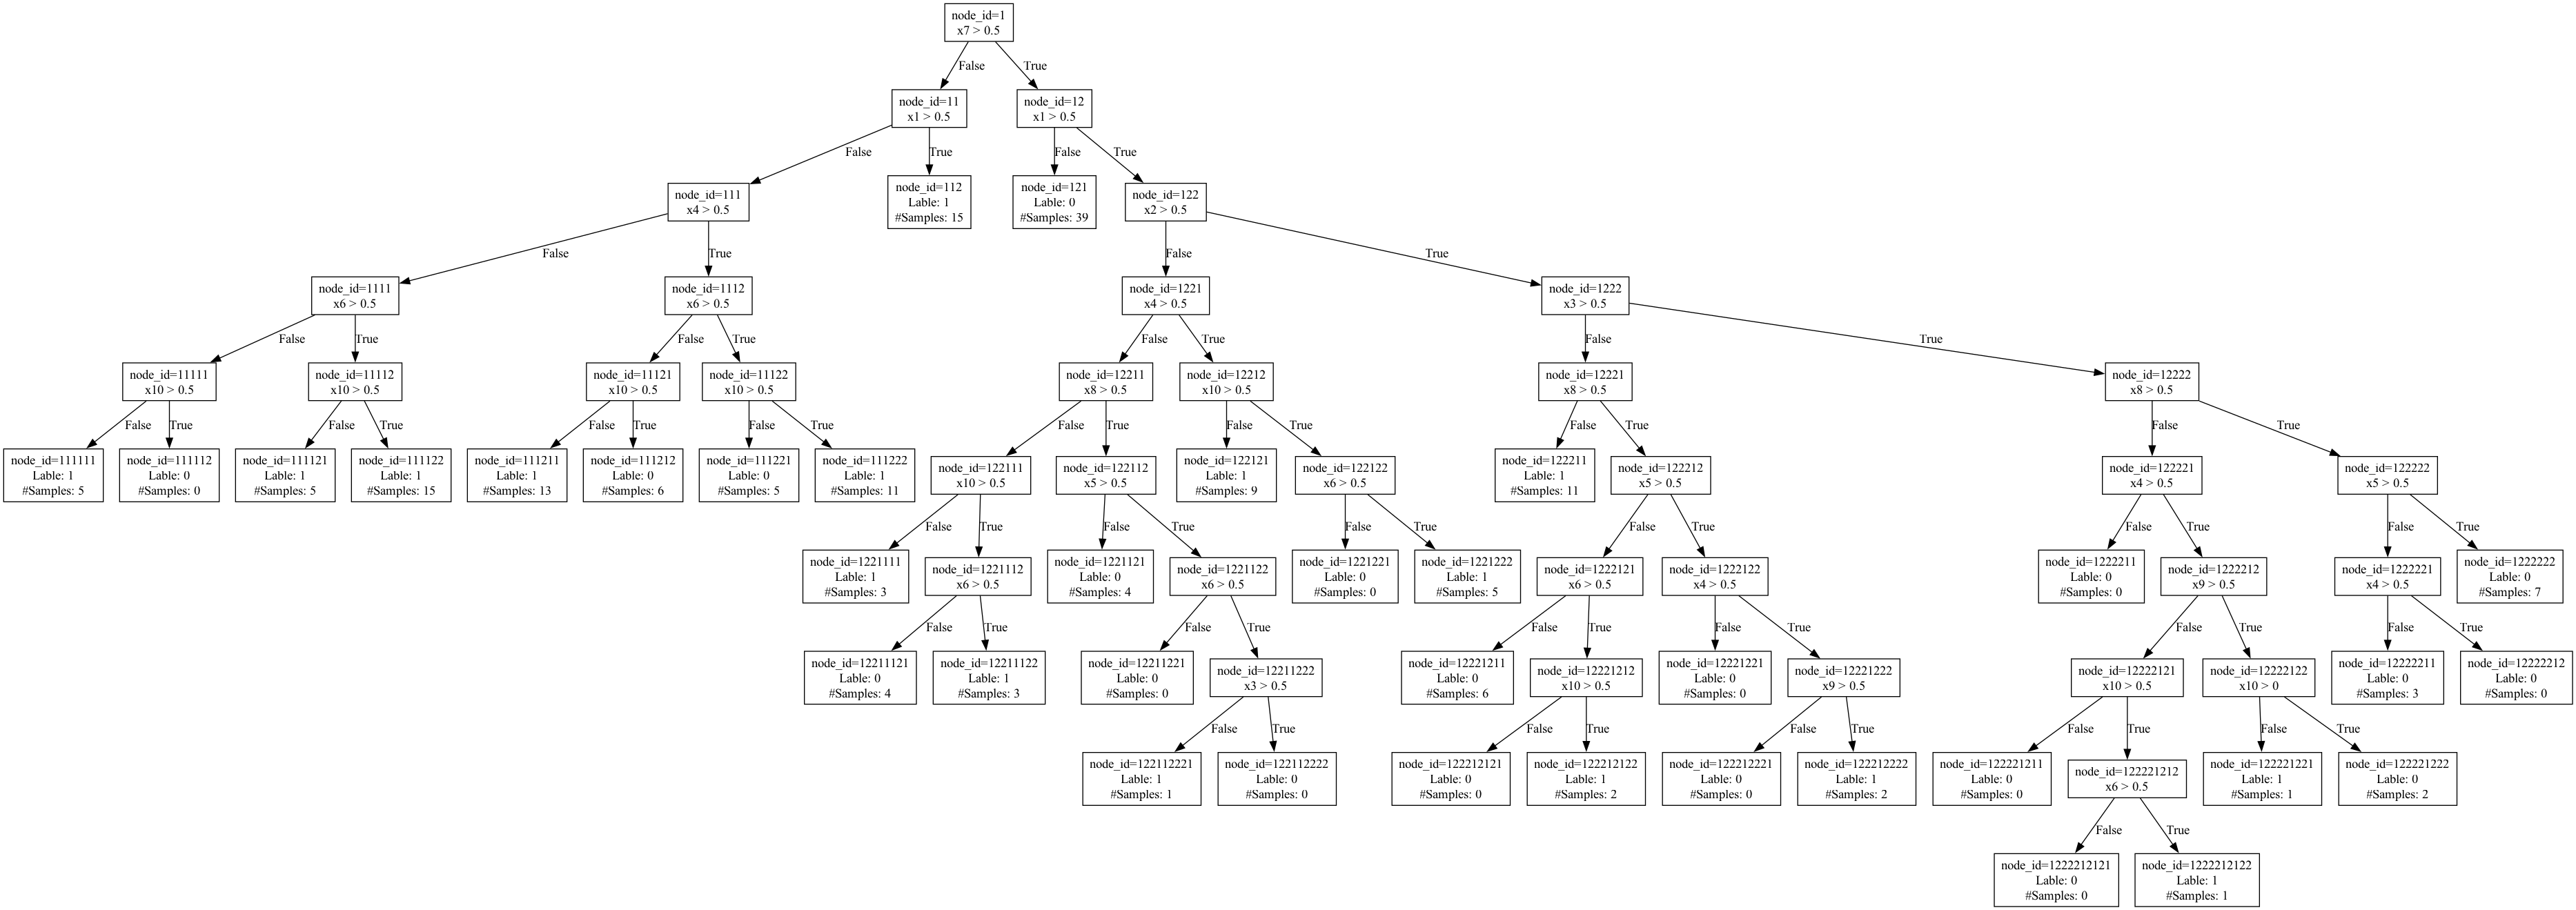 node_id=1
x7 > 0.5
False
True
node_id=11
x1 > 0.5
node_id=12
x1 > 0.5
False
True
False
True
node_id=111
x4 > 0.5
node_id=112
Lable: 1
#Samples: 15
node_id=121
Lable: 0
#Samples: 39
node_id=122
x2 > 0.5
False
True
False
True
node_id=1111
x6 > 0.5
node_id=1112
x6 > 0.5
node_id=1221
x4 > 0.5
node_id=1222
x3 > 0.5
False
True
False
True
False
True
False
True
node_id=11111
x10 > 0.5
node_id=11112
x10 > 0.5
node_id=11121
x10 > 0.5
node_id=11122
x10 > 0.5
node_id=12211
x8 > 0.5
node_id=12212
x10 > 0.5
node_id=12221
x8 > 0.5
node_id=12222
x8 > 0.5
False
True
False
True
False
True
False
True
False
True
False
True
False
True
False
True
node_id=111111
Lable: 1
#Samples: 5
node_id=111112
Lable: 0
#Samples: 0
node_id=111121
Lable: 1
#Samples: 5
node_id=111122
Lable: 1
#Samples: 15
node_id=111211
Lable: 1
#Samples: 13
node_id=111212
Lable: 0
#Samples: 6
node_id=111221
Lable: 0
#Samples: 5
node_id=111222
Lable: 1
#Samples: 11
node_id=122111
x10 > 0.5
node_id=122112
x5 > 0.5
node_id=122121
Lable: 1
#Samples: 9
node_id=122122
x6 > 0.5
node_id=122211
Lable: 1
#Samples: 11
node_id=122212
x5 > 0.5
node_id=122221
x4 > 0.5
node_id=122222
x5 > 0.5
False
True
False
True
False
True
False
True
False
True
False
True
node_id=1221111
Lable: 1
#Samples: 3
node_id=1221112
x6 > 0.5
node_id=1221121
Lable: 0
#Samples: 4
node_id=1221122
x6 > 0.5
node_id=1221221
Lable: 0
#Samples: 0
node_id=1221222
Lable: 1
#Samples: 5
node_id=1222121
x6 > 0.5
node_id=1222122
x4 > 0.5
node_id=1222211
Lable: 0
#Samples: 0
node_id=1222212
x9 > 0.5
node_id=1222221
x4 > 0.5
node_id=1222222
Lable: 0
#Samples: 7
False
True
False
True
False
True
False
True
False
True
False
True
node_id=12211121
Lable: 0
#Samples: 4
node_id=12211122
Lable: 1
#Samples: 3
node_id=12211221
Lable: 0
#Samples: 0
node_id=12211222
x3 > 0.5
node_id=12221211
Lable: 0
#Samples: 6
node_id=12221212
x10 > 0.5
node_id=12221221
Lable: 0
#Samples: 0
node_id=12221222
x9 > 0.5
node_id=12222121
x10 > 0.5
node_id=12222122
x10 > 0
node_id=12222211
Lable: 0
#Samples: 3
node_id=12222212
Lable: 0
#Samples: 0
False
True
False
True
False
True
False
True
False
True
node_id=122112221
Lable: 1
#Samples: 1
node_id=122112222
Lable: 0
#Samples: 0
node_id=122212121
Lable: 0
#Samples: 0
node_id=122212122
Lable: 1
#Samples: 2
node_id=122212221
Lable: 0
#Samples: 0
node_id=122212222
Lable: 1
#Samples: 2
node_id=122221211
Lable: 0
#Samples: 0
node_id=122221212
x6 > 0.5
node_id=122221221
Lable: 1
#Samples: 1
node_id=122221222
Lable: 0
#Samples: 2
False
True
node_id=1222212121
Lable: 0
#Samples: 0
node_id=1222212122
Lable: 1
#Samples: 1